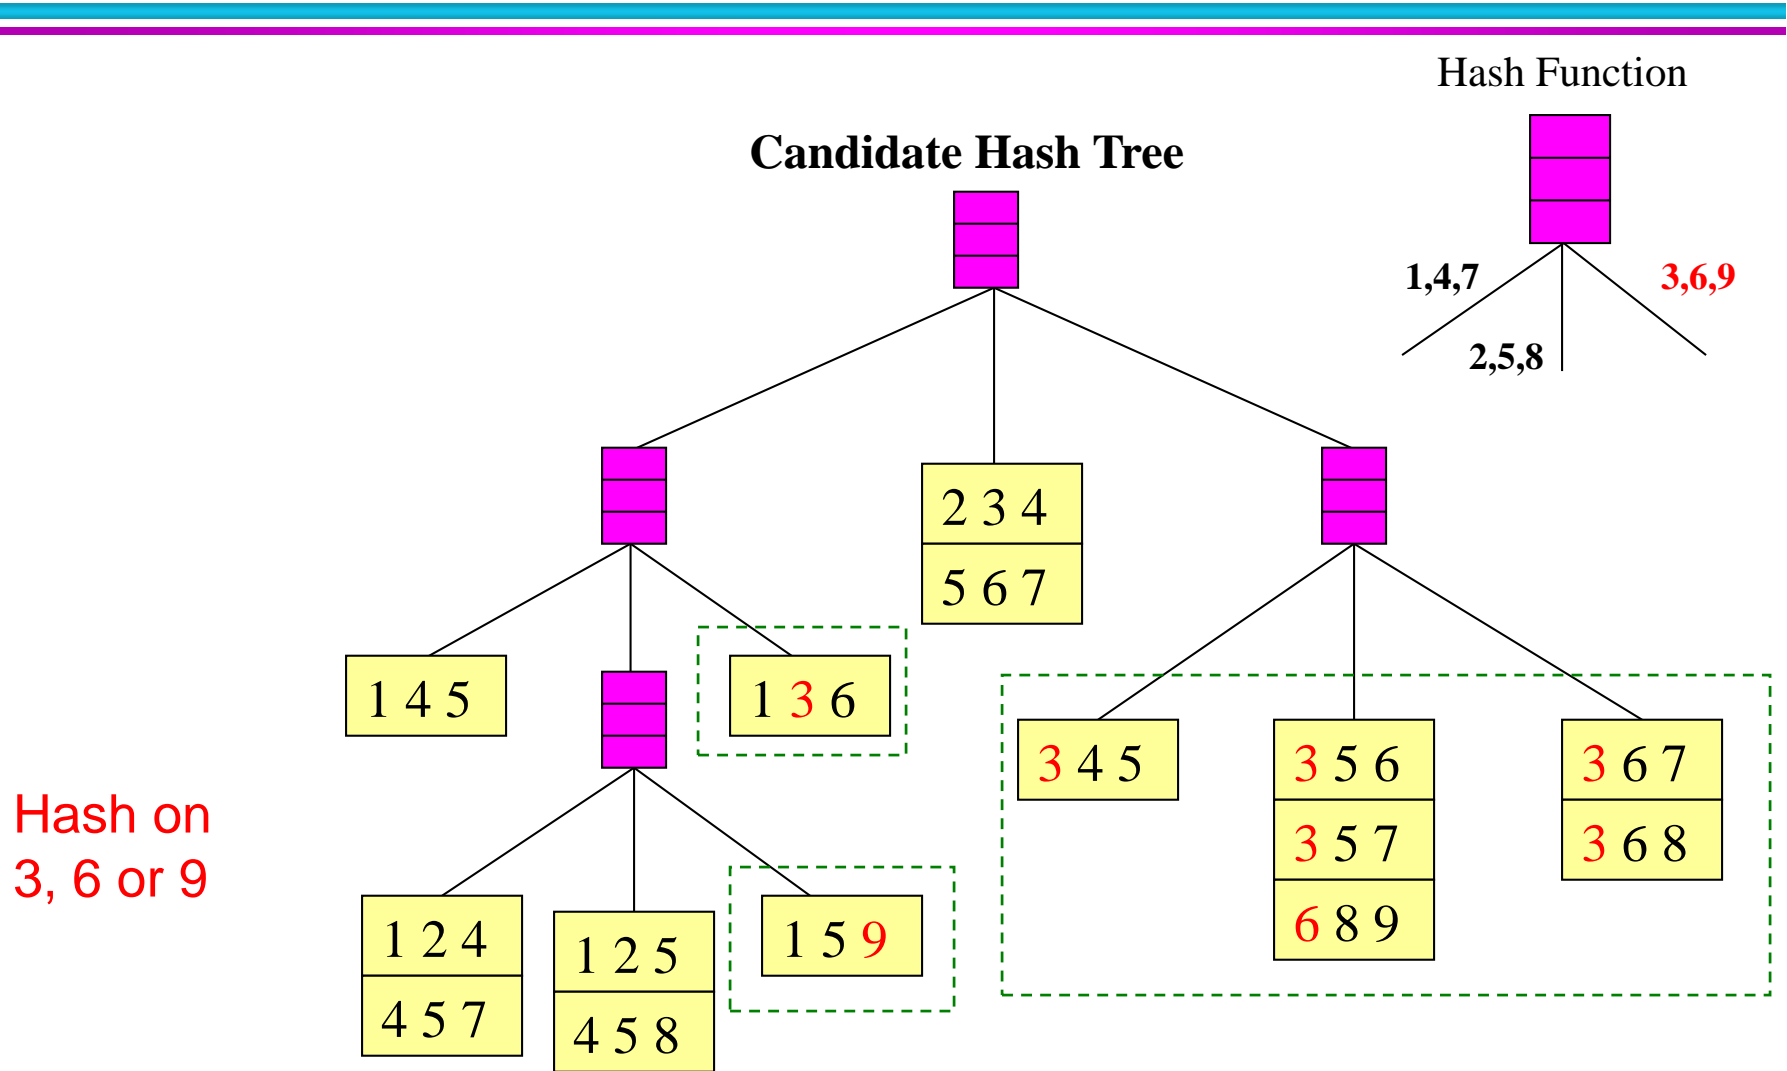 Hash Function
Candidate Hash Tree
1,4,7
3,6,9
2,5,8
2 3 4
5 6 7
1 4 5
1 3 6
3 4 5
3 5 6
3 6 7
3 5 7
3 6 8
6 8 9
Hash on
3, 6 or 9
1 2 4
1 2 5
1 5 9
4 5 7
4 5 8